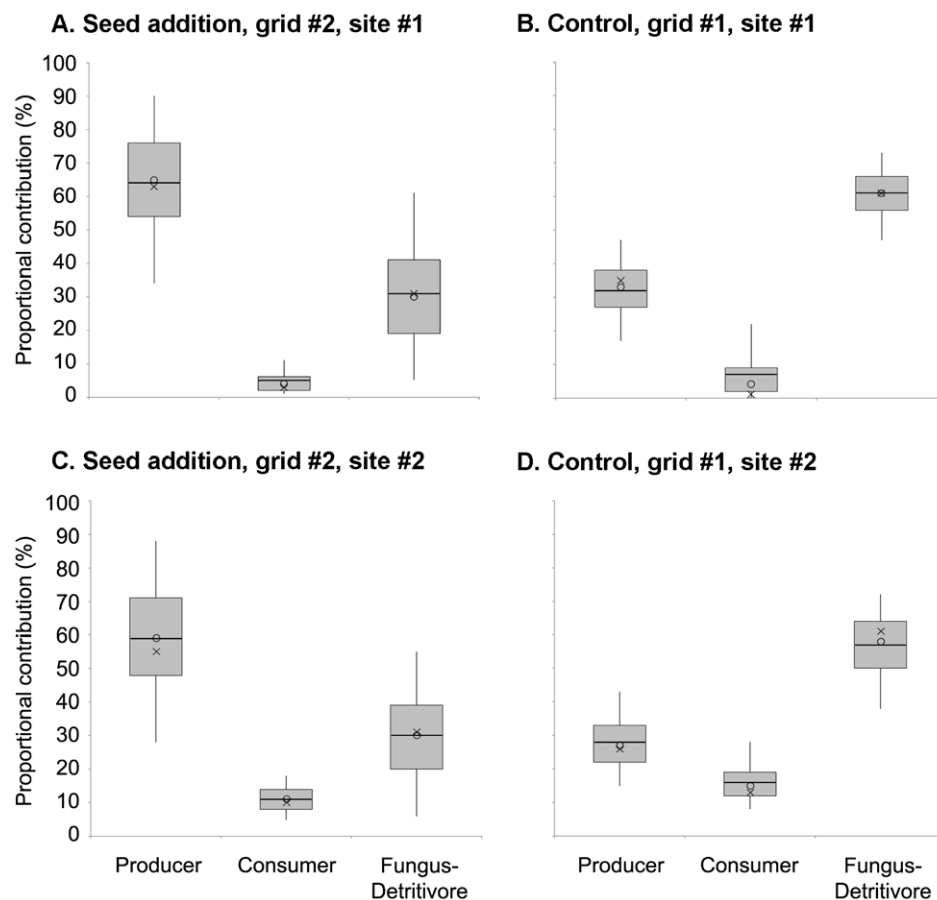 A. Seed addition, grid #2, site #1
B. Control, grid #1, site #1
Proportional contribution (%)
100
90
80
70
60
50
40
30
20
10
0
C. Seed addition, grid #2, site #2
D. Control, grid #1, site #2
Proportional contribution (%)
100
90
80
70
60
50
40
30
20
10
0
Producer
Consumer
Fungus-
Detritivore
Producer
Consumer
Fungus-
Detritivore